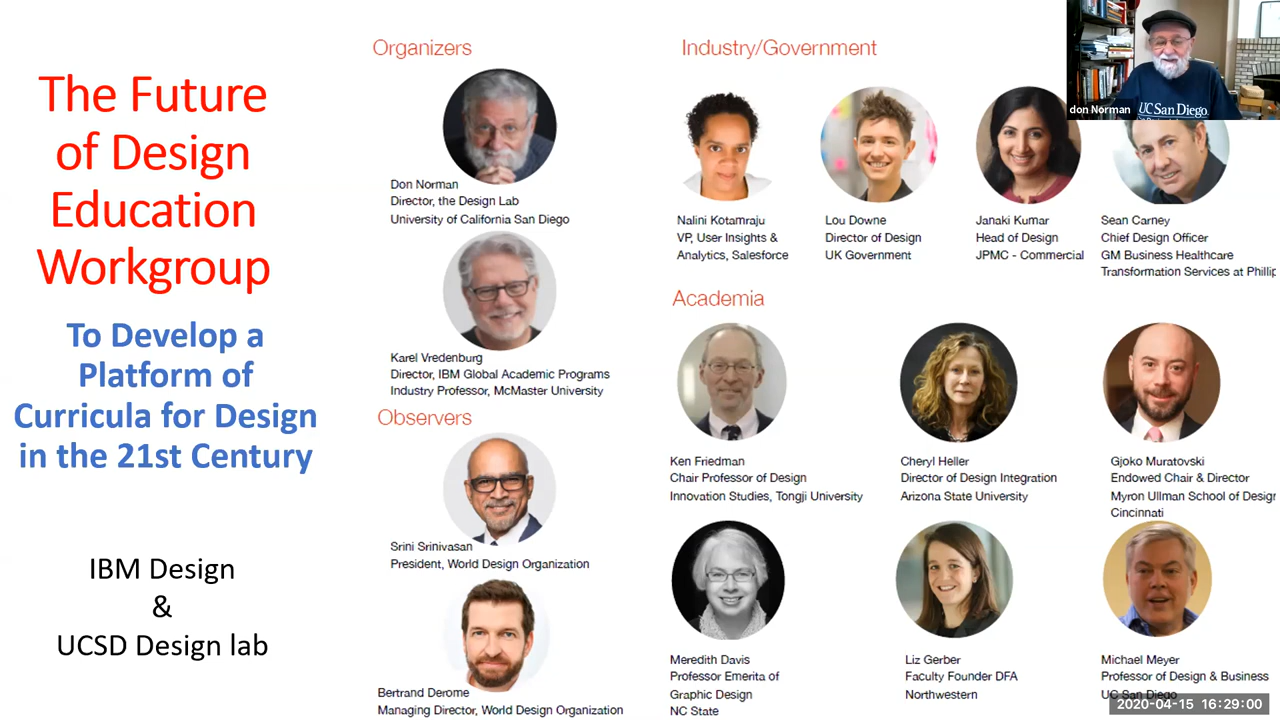 The Future
of Design
Education
Workgroup
To Develop a
Platform of
Curricula for Design
in the 21st Century
IBM Design
&
UCSD Design lab
Organizers
Don Norman
Director, the Design Lab
University of California San Diego
Karel Vredenburg
Director, IBM Global Academic Programs
Industry Professor, McMaster University
Observers
Srini Srinivasan
President, World Design Organization
Bertrand Derome
Managing Director, World Design Organization
Industry/Government
Nalini Kotamraju
VP, User Insights &
Analytics, Salesforce
Lou Downe
Director of Design
UK Government
Janaki Kumar
Head of Design
JPMC - Commercial
Sean Carney
Chief Design Officer
GM Business Healthcare
Transformation Services at Phillip
Academia
Ken Friedman
Chair Professor of Design
Innovation Studies, Tongji University
Cheryl Heller
Director of Design Integration
Arizona State University
Gjoko Muratovski
Endowed Chair & Director
Myron Ullman School of Design
Cincinnati
Meredith Davis
Professor Emerita of
Graphic Design
NC State
Liz Gerber
Faculty Founder DFA
Northwestern
Michael Meyer
Professor of Design & Business
UC San Diego
don Norman
UC San Diego
2020-04-15 16:29:00